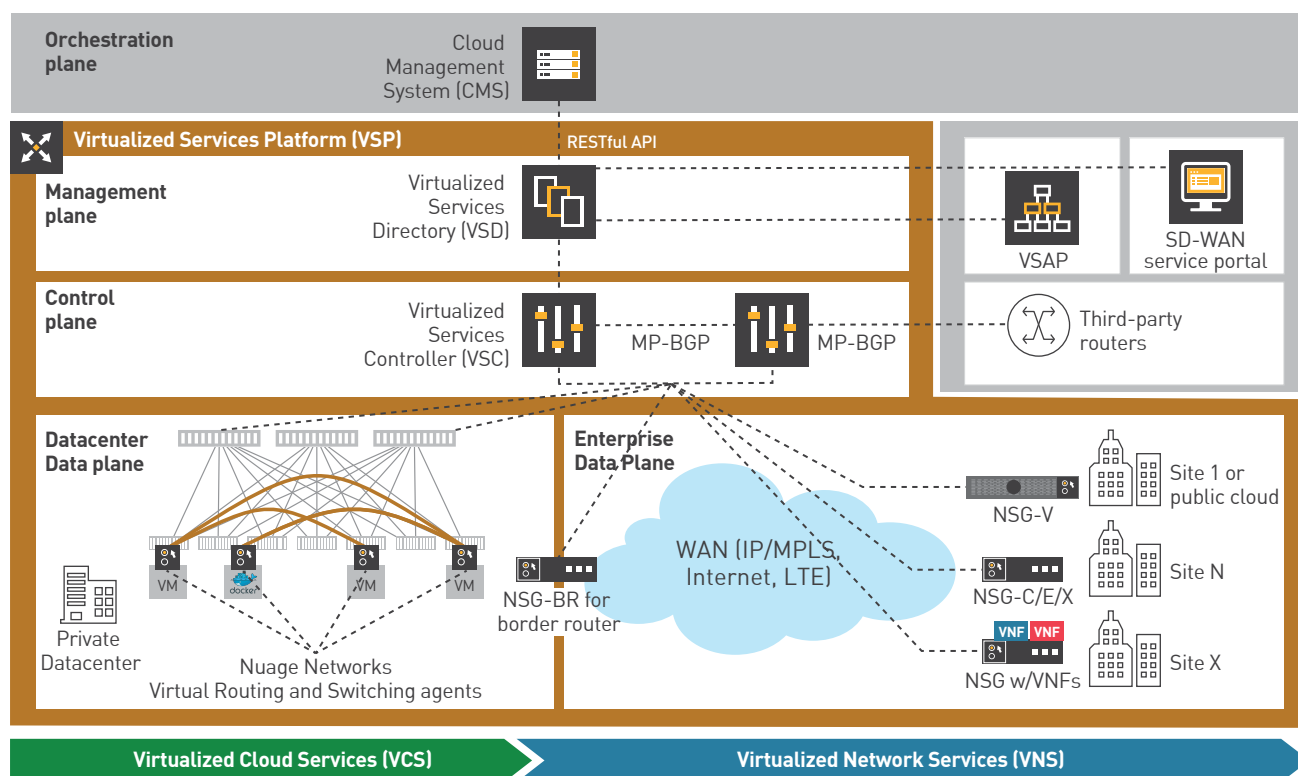 Orchestration
plane
Cloud
Management
System (CMS)
Virtualized Services Platform (VSP)
RESTful API
Management
plane
Virtualized
Services
Directory (VSD)
VSAP
SD-WAN
service portal
Control
plane
Virtualized
Services
Controller (VSC)
MP-BGP
MP-BGP
Third-party
routers
Datacenter
Data plane
VM
docker
VM
VM
Private
Datacenter
Nuage Networks
Virtual Routing and Switching agents
Enterprise
Data Plane
WAN (IP/MPLS,
Internet, LTE)
NSG-BR for
border router
NSG-V
Site 1 or
public cloud
NSG-C/E/X
Site N
VNF
VNF
NSG w/VNFs
Site X
Virtualized Cloud Services (VCS)
Virtualized Network Services (VNS)